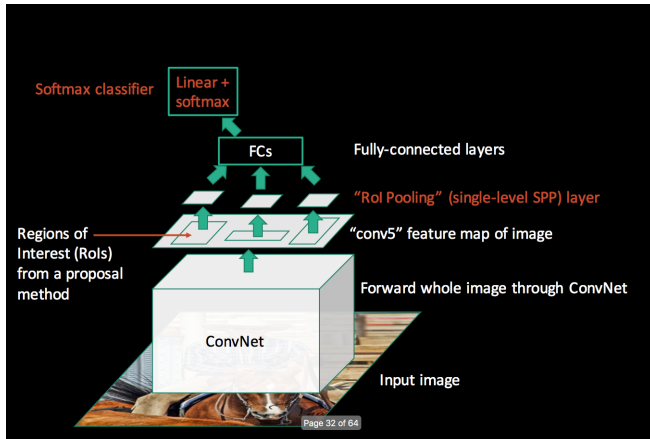 Softmax classifier
Linear +
softmax
FCs
Fully-connected layers
"RoI Pooling" (single-level SPP) layer
Regions of
Interest (RoIs)
from a proposal
method
"conv5" feature map of image
Forward whole image through ConvNet
ConvNet
Input image
Page 32 of 64